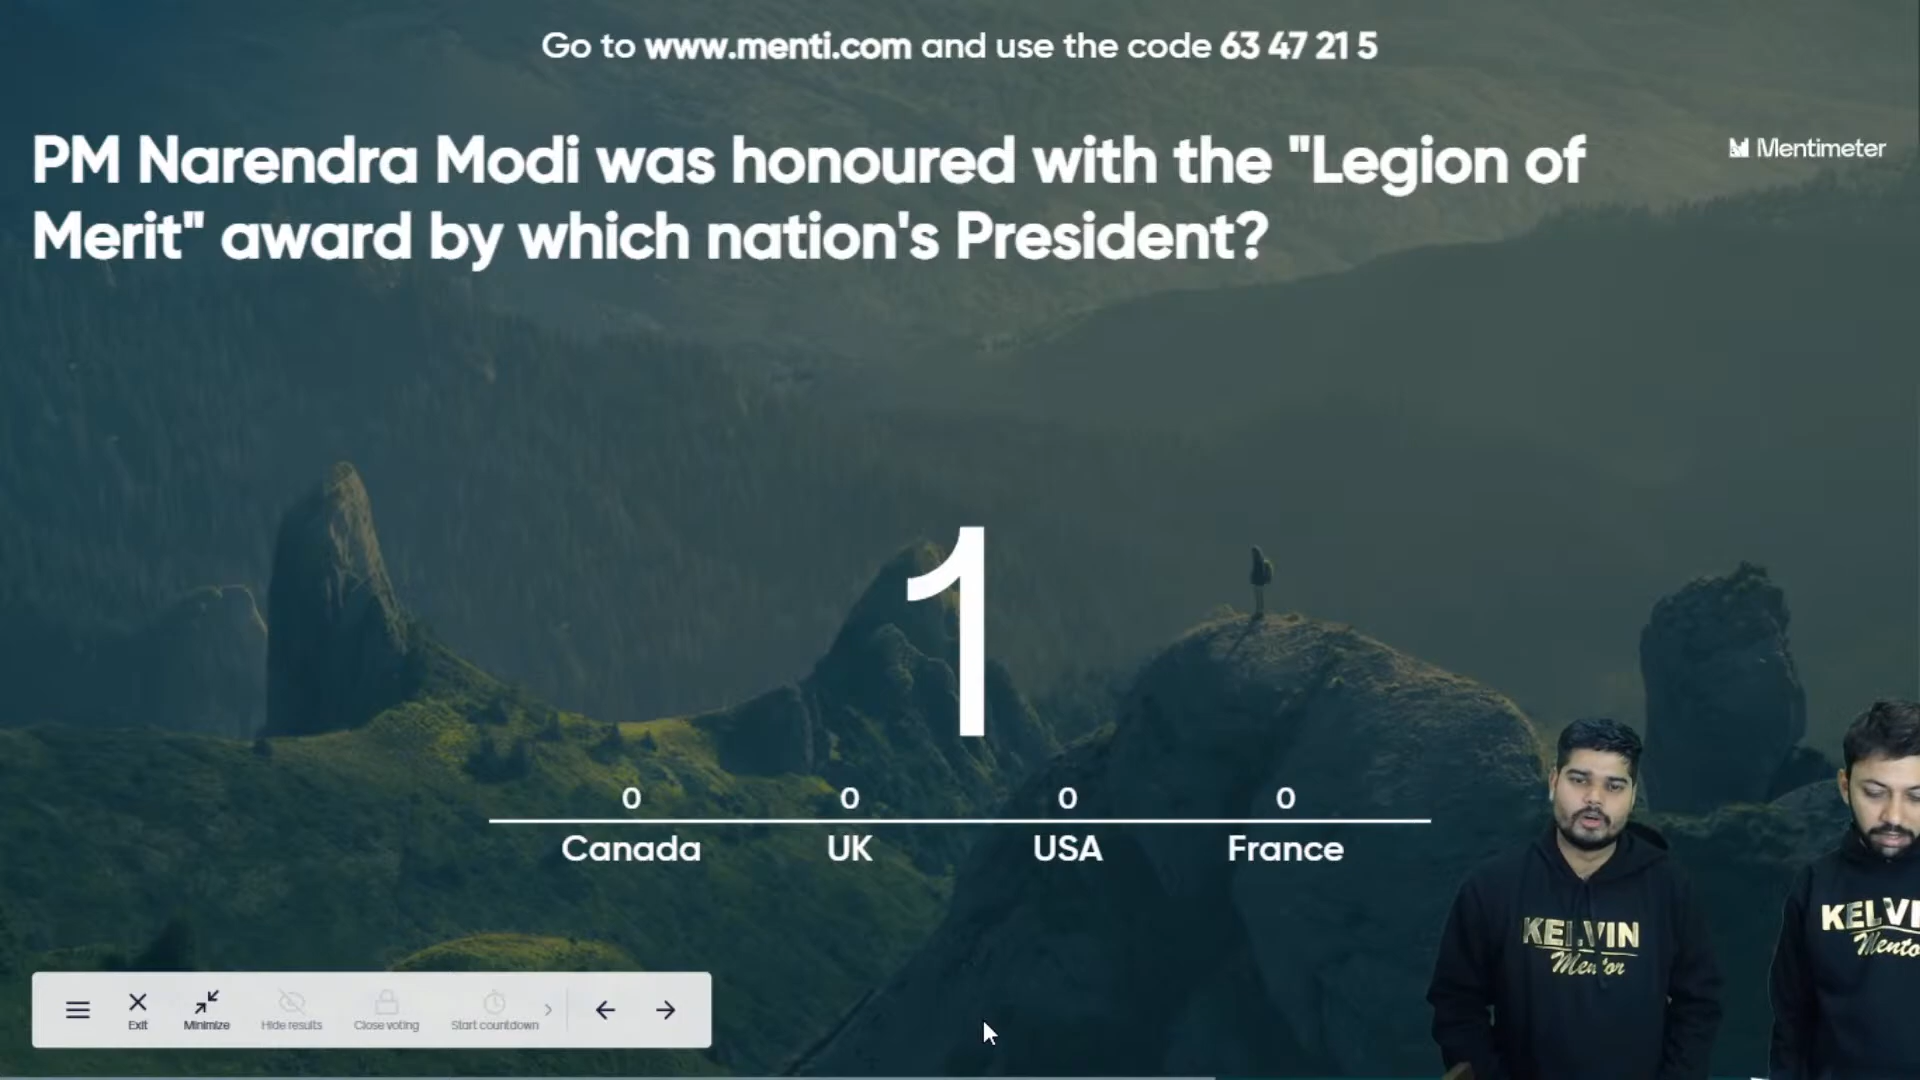 Go to www.menti.com and use the code 63 47 21 5
PM Narendra Modi was honoured with the "Legion of
Merit" award by which nation's President?
Mentimeter
1
0 0 0 0
Canada UK USA France
KELVIN
Mentor
KELVI
Mento
Exit Minimize Hide results Close voting Start countdown